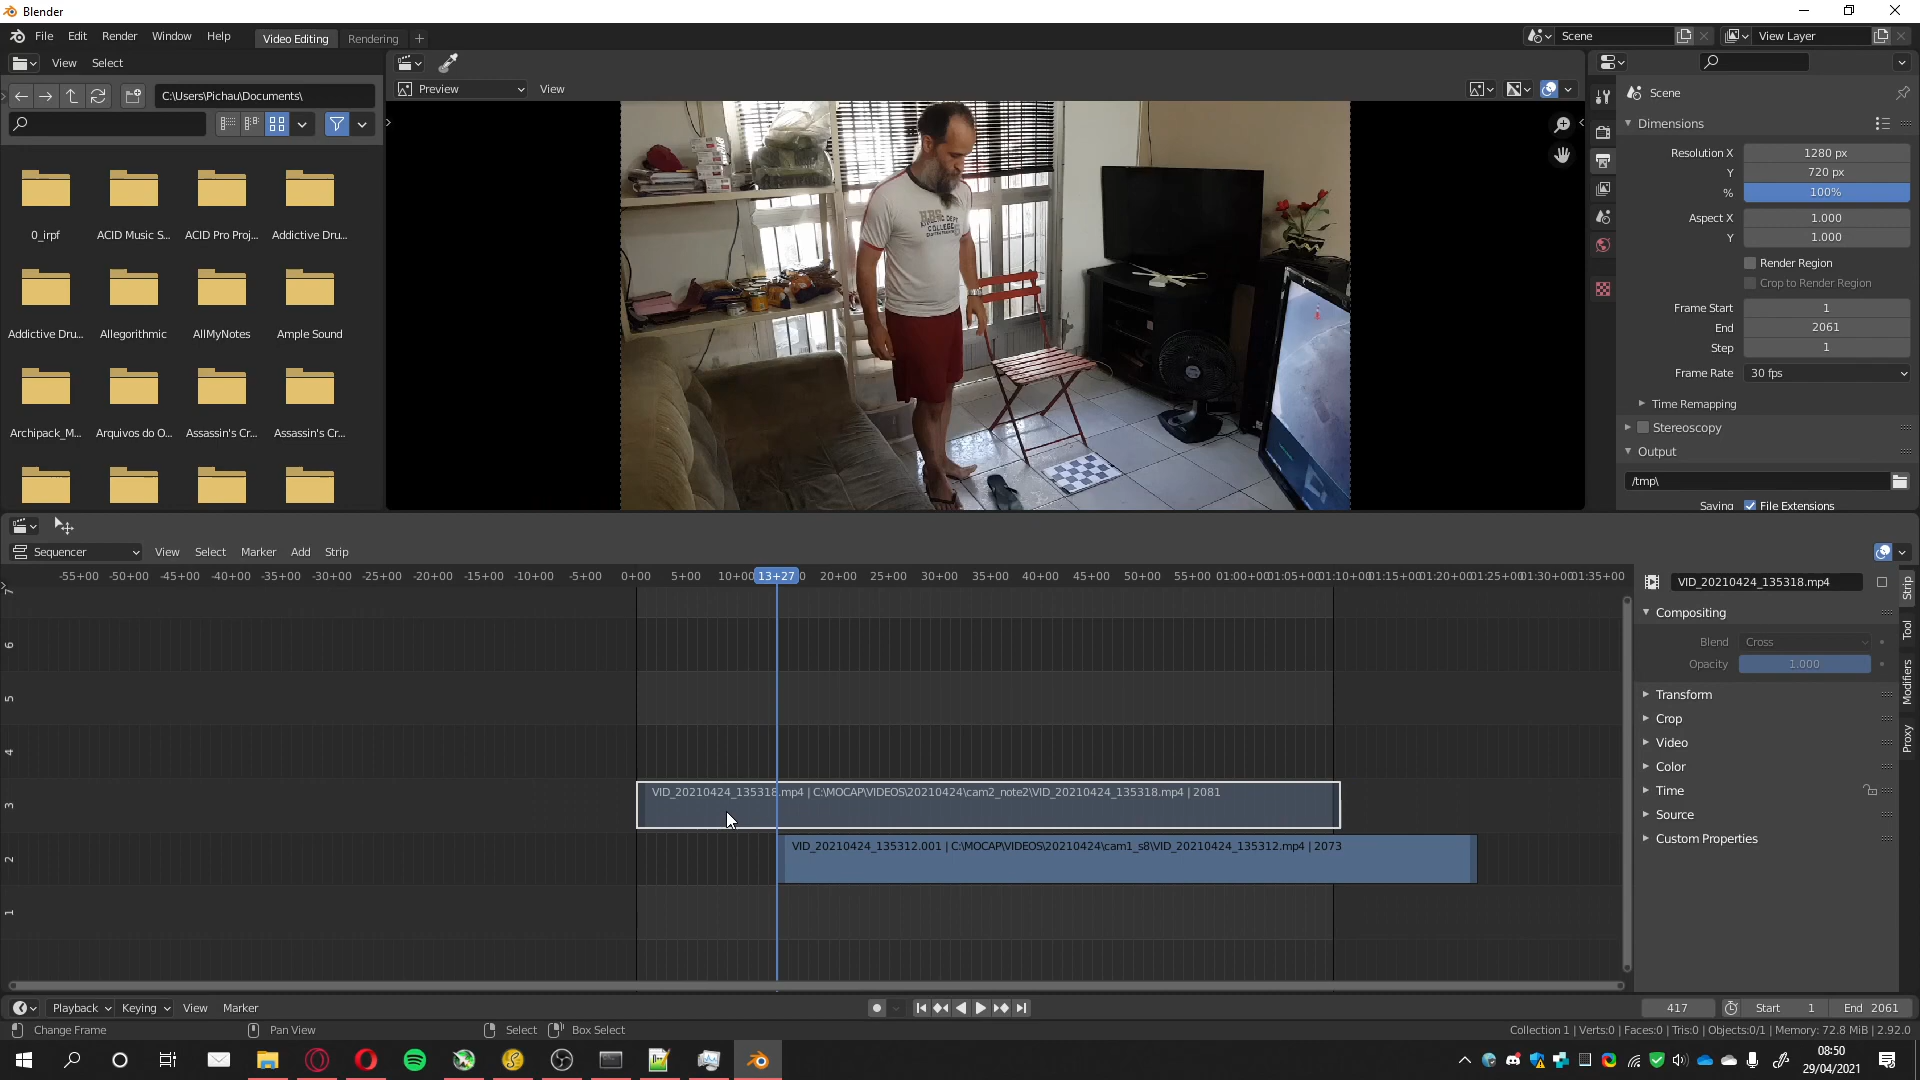 Blender
File Edit Render Window Help Video Editing Rendering + Scene View Layer
View Select
C:\Users\Pichau\Documents\
Preview View
Scene
Dimensions
Resolution X 1280 px
Y 720 px
% 100%
Aspect X 1.000
Y 1.000
Render Region
Crop to Render Region
Frame Start 1
End 2061
Step 1
Frame Rate 30 fps
Time Remapping
Stereoscopy
Output
/tmp\
Saving File Extensions
0_irpf ACID Music S... ACID Pro Proj... Addictive Dru...
Addictive Dru... Allegorithmic AllMyNotes Ample Sound
Archipack_M... Arquivos do O... Assassin's Cr... Assassin's Cr...
COLLEGE
Sequencer View Select Marker Add Strip
-55+00 -50+00 -45+00 -40+00 -35+00 -30+00 -25+00 -20+00 -15+00 -10+00 -5+00 0+00 5+00 10+00 13+27 20+00 25+00 30+00 35+00 40+00 45+00 50+00 55+00 01:00+00 01:05+00 01:10+00 01:15+00 01:20+00 01:25+00 01:30+00 01:35+00
7
6
5
4
3
2
1
VID_20210424_135318.mp4 | C:\MOCAP\VIDEOS\20210424\cam2_note2\VID_20210424_135318.mp4 | 2081
VID_20210424_135312.001 | C:\MOCAP\VIDEOS\20210424\cam1_s8\VID_20210424_135312.mp4 | 2073
VID_20210424_135318.mp4
Compositing
Blend Cross
Opacity 1.000
Transform
Crop
Video
Color
Time
Source
Custom Properties
Strip
Tool
Modifiers
Proxy
Playback Keying View Marker 417 Start 1 End 2061
Change Frame Pan View Select Box Select Collection 1 | Verts:0 | Faces:0 | Tris:0 | Objects:0/1 | Memory: 72.8 MiB | 2.92.0
08:50
29/04/2021